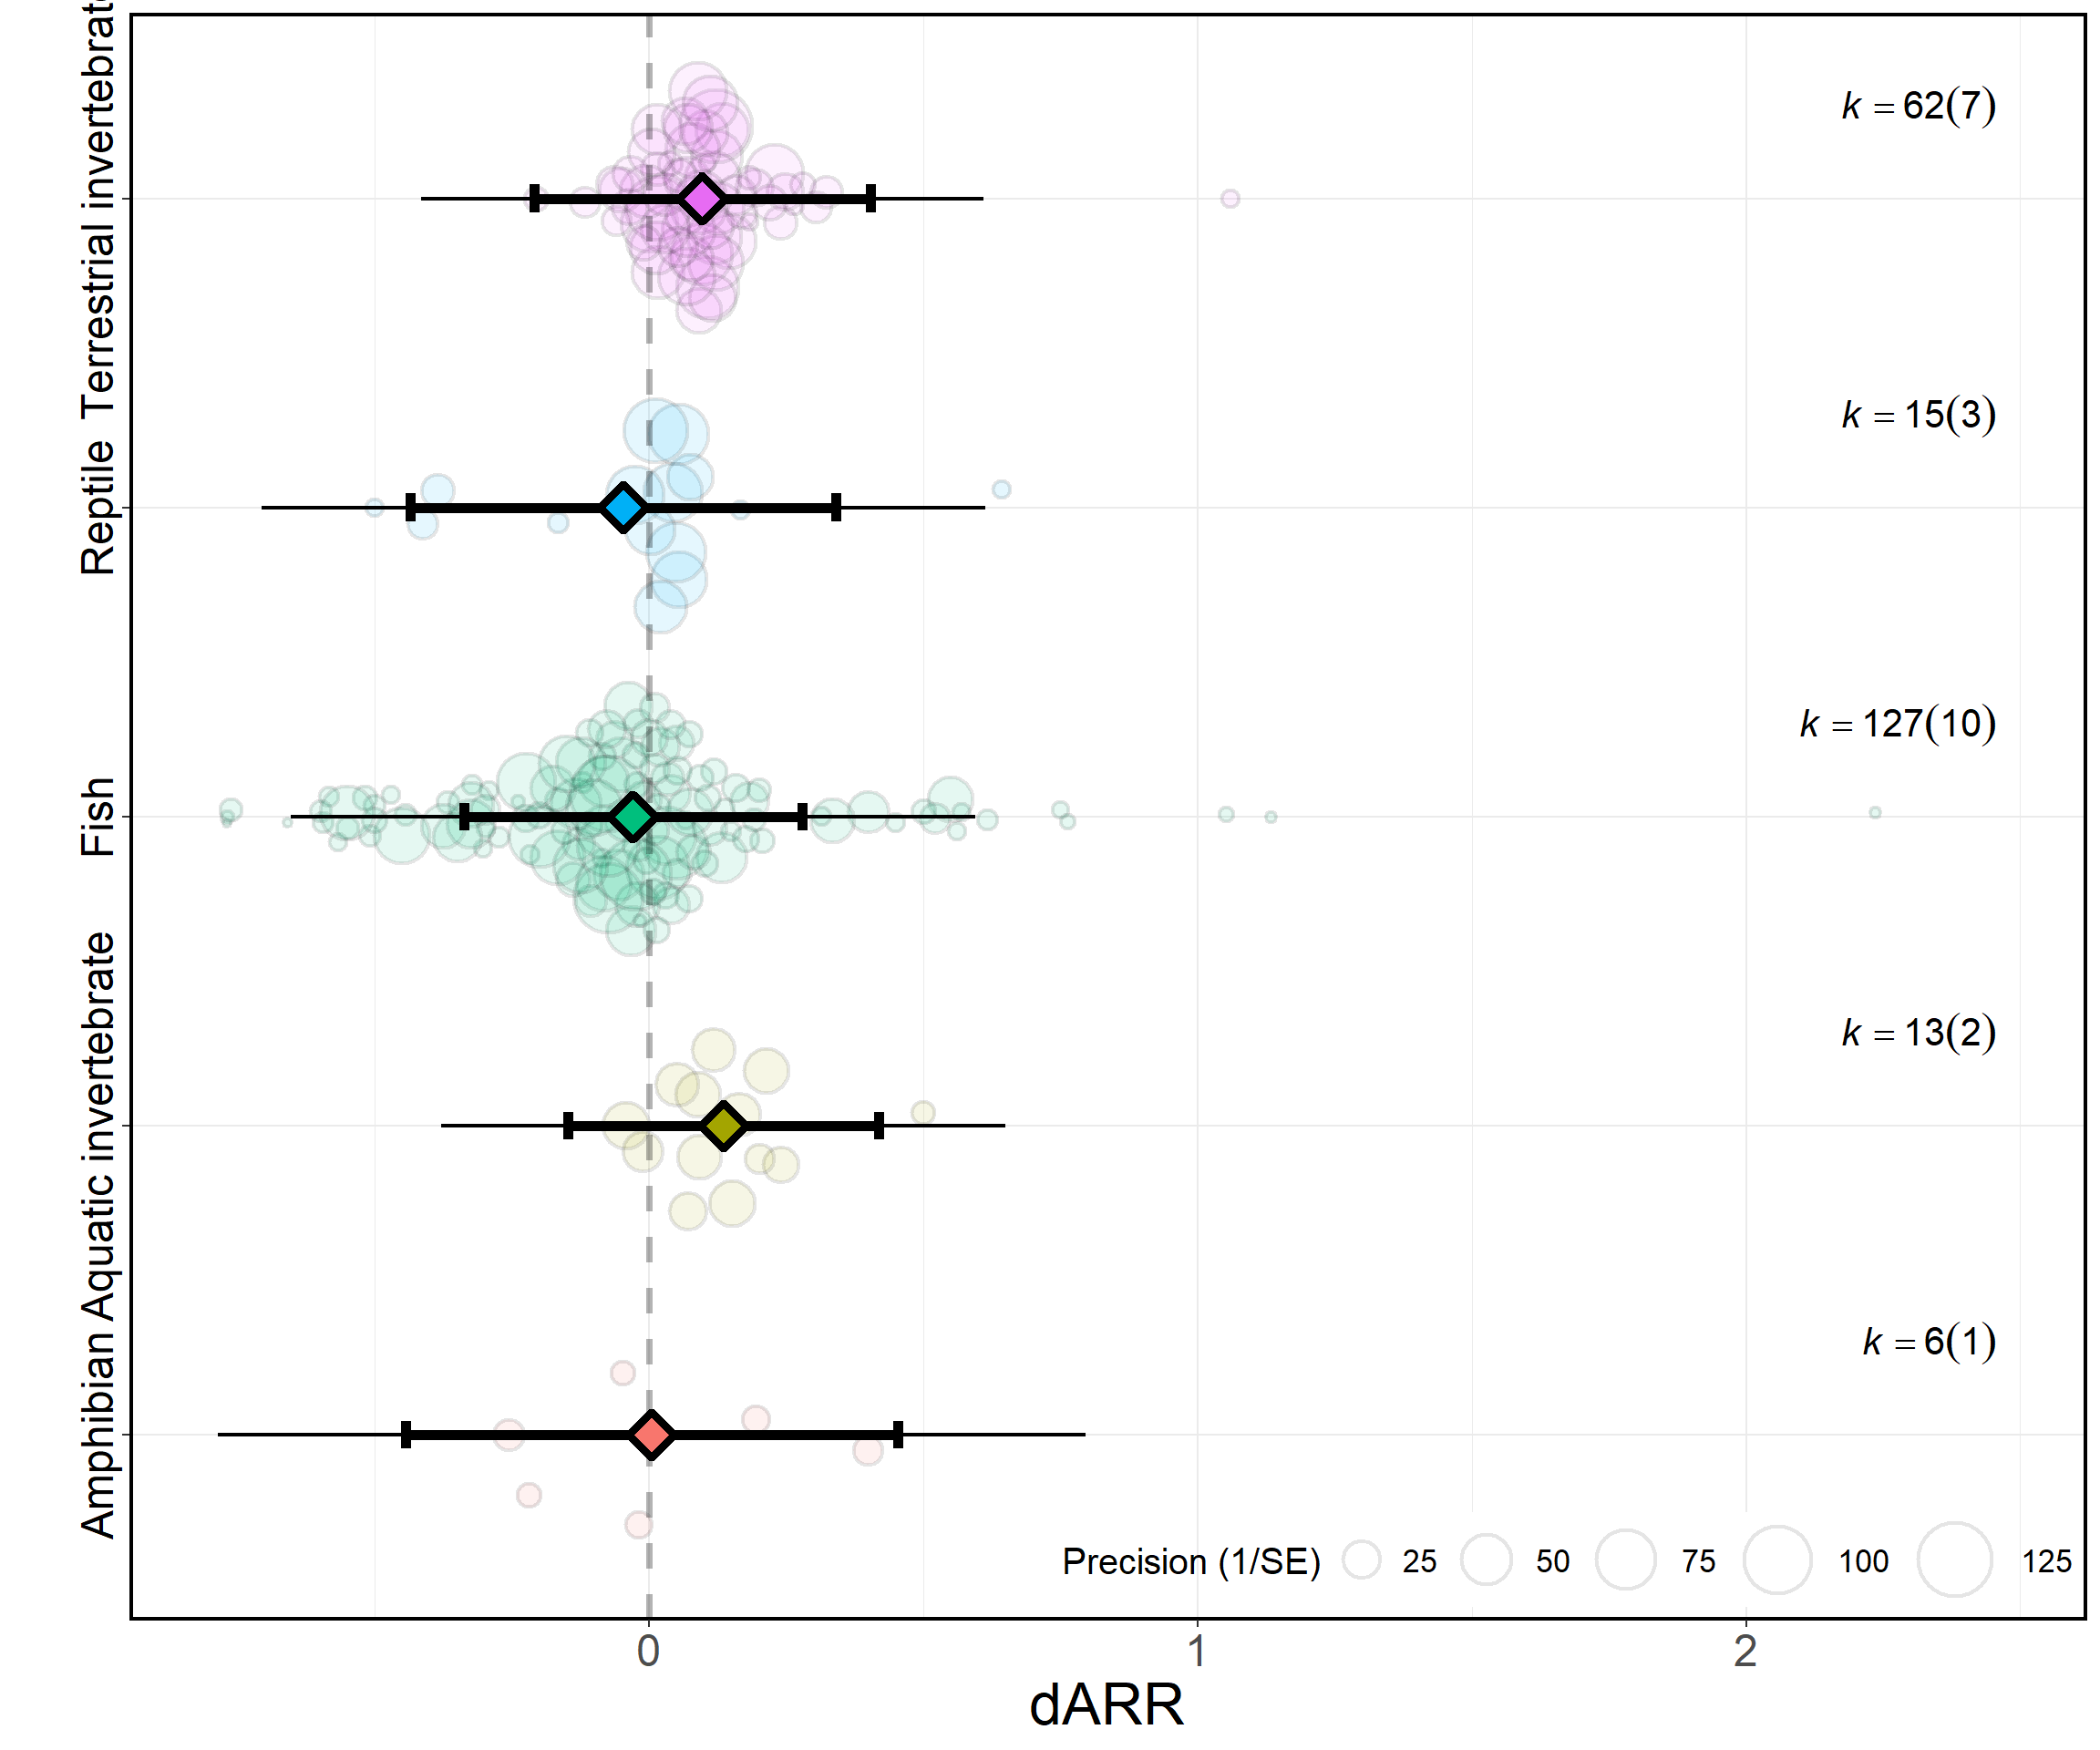 Terrestrial invertebrat
k = 62(7)
Reptile
k = 15(3)
Fish
k = 127(10)
Aquatic invertebrate
k = 13(2)
Amphibian
k = 6(1)
Precision (1/SE) 25 50 75 100 125
0 1 2
dARR